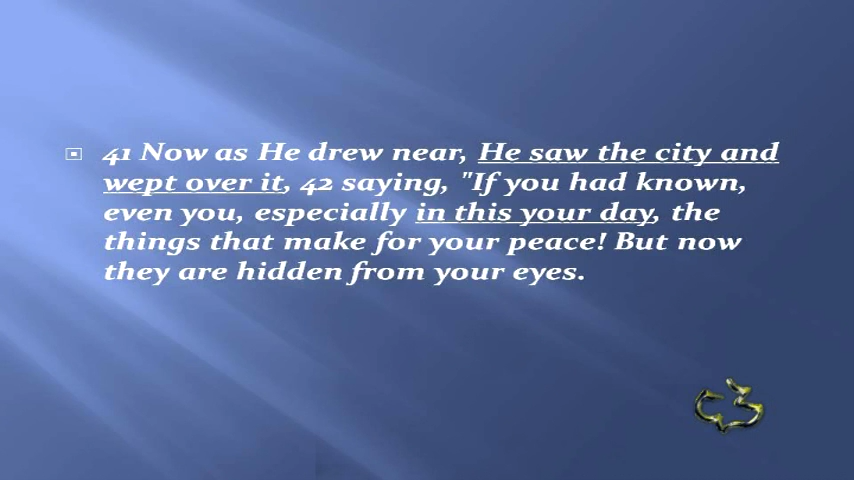 41 Now as He drew near, He saw the city and
wept over it, 42 saying, "If you had known,
even you, especially in this your day, the
things that make for your peace! But now
they are hidden from your eyes.